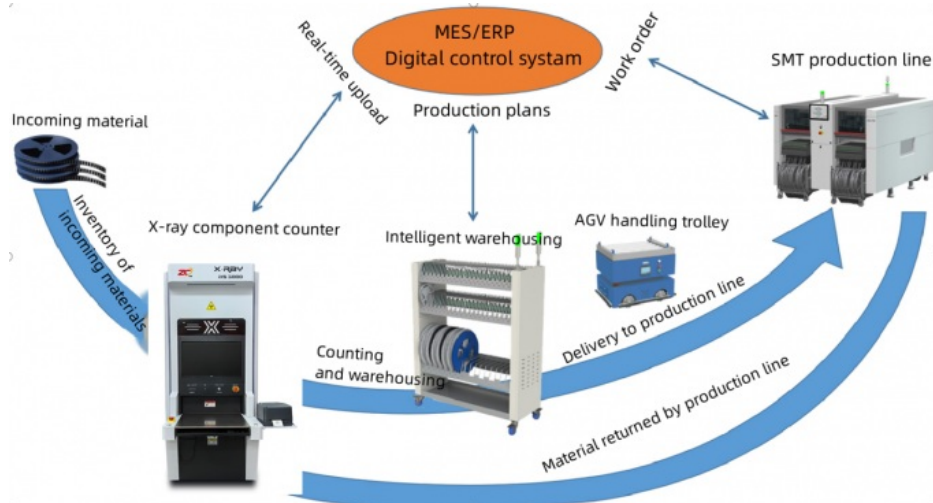 MES/ERP
Digital control systam
Real-time upload
Production plans
Work order
SMT production line
Incoming material
Inventory of
incoming materials
X-ray component counter
Intelligent warehousing
AGV handling trolley
X-RAY
Counting
and warehousing
Delivery to production line
Material returned by production line